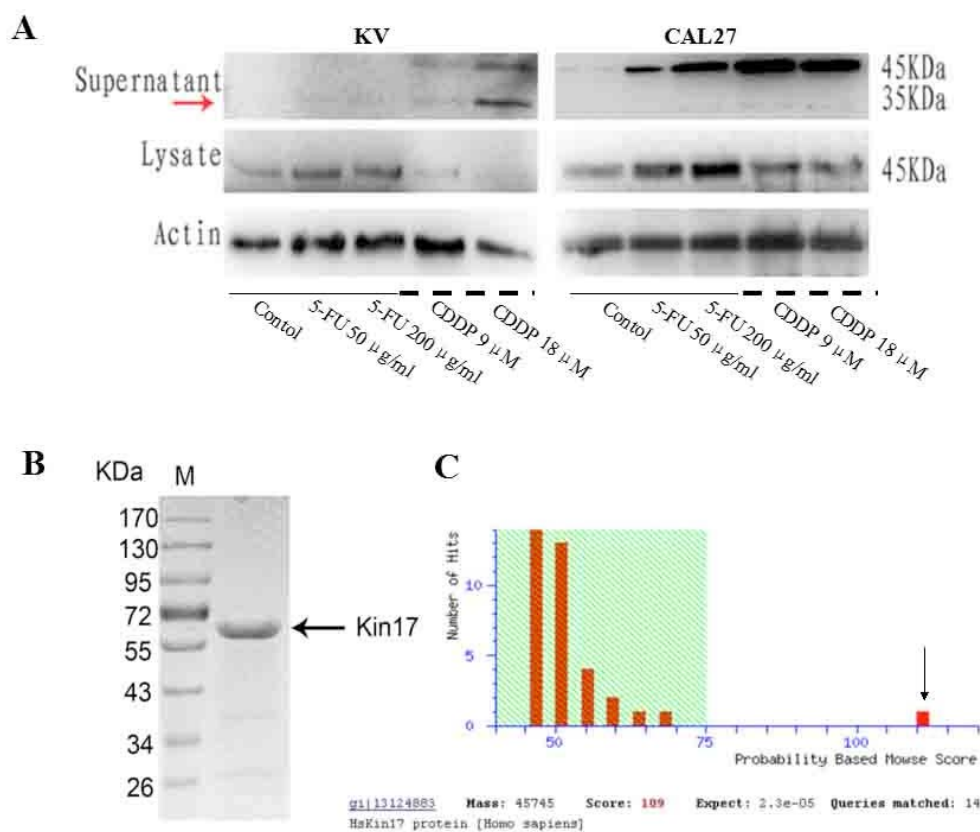 A
KV CAL27
Supernatant 45KDa
35KDa
Lysate 45KDa
Actin
Contol 5-FU 50 μg/ml 5-FU 200 μg/ml CDDP 9 μM CDDP 18 μM Contol 5-FU 50 μg/ml 5-FU 200 μg/ml CDDP 9 μM CDDP 18 μM
B
KDa M
170
130
95
72
55
43
34
26
Kin17
C
Number of Hits
10
5
0
50 75 100
Probability Based Mowse Score
gi|13124883 Mass: 45745 Score: 109 Expect: 2.3e-05 Queries matched: 14
HsKin17 protein [Homo sapiens]